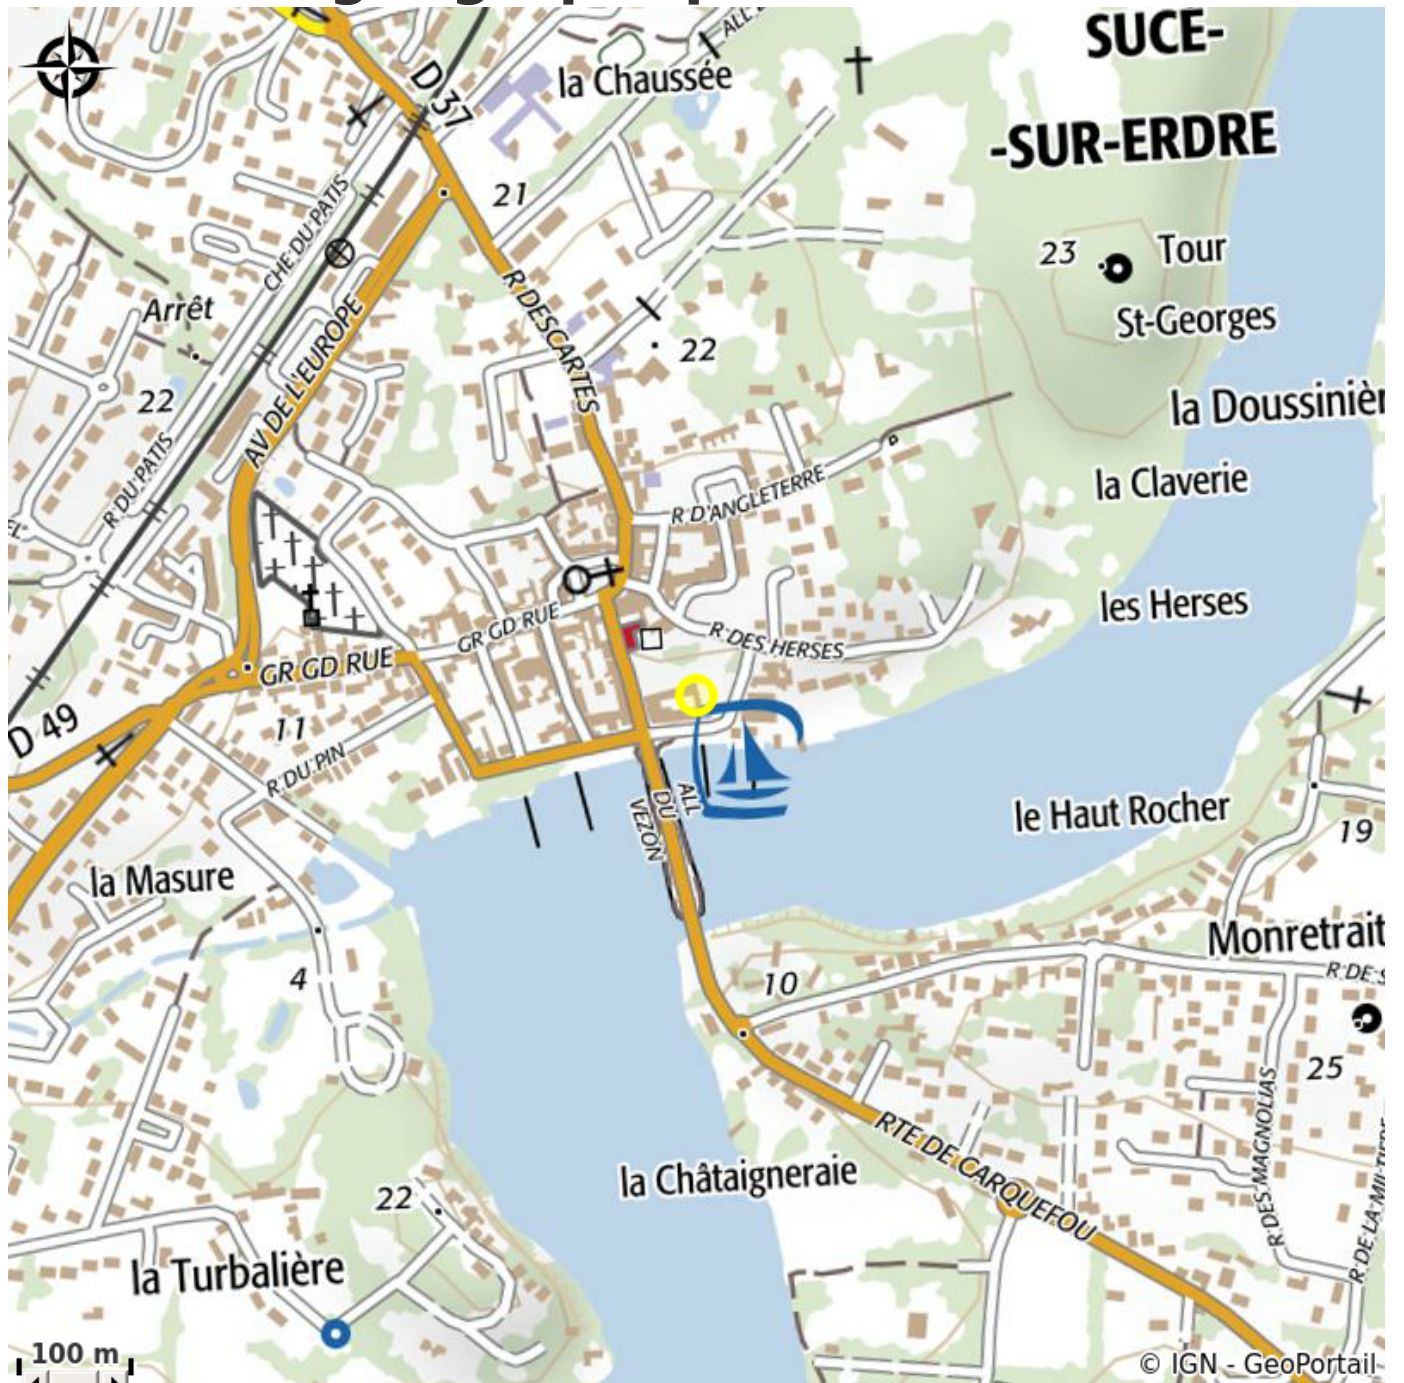 SUCÉ-
-SUR-ERDRE
la Chaussée
D 37
21
CHE DU PATIS
R DESCARTES
23
Tour
St-Georges
Arrêt
22
22
AV DE L'EUROPE
R DU PATIS
la Doussinièr
R D'ANGLETERRE
la Claverie
GR GD RUE
R DES HERSES
les Herses
GR GD RUE
D 49
11
R DU PIN
ALL
DU
VEZON
le Haut Rocher
19
la Masure
Monretrait
R DE S
4
10
25
R DES MAGNOLIAS
RTE DE CARQUEFOU
la Châtaigneraie
22
la Turbalière
100 m
© IGN - GeoPortail